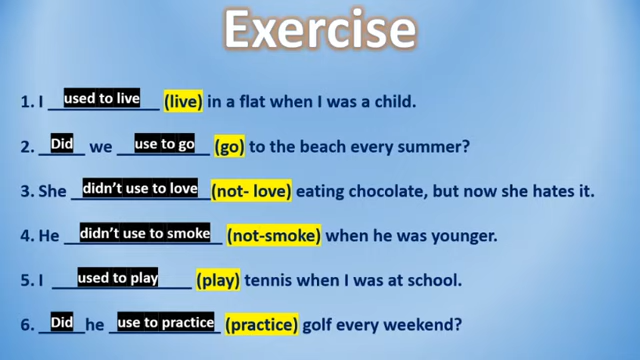 Exercise
1. I used to live (live) in a flat when I was a child.
2. Did we use to go (go) to the beach every summer?
3. She didn't use to love (not- love) eating chocolate, but now she hates it.
4. He didn't use to smoke (not-smoke) when he was younger.
5. I used to play (play) tennis when I was at school.
6. Did he use to practice (practice) golf every weekend?